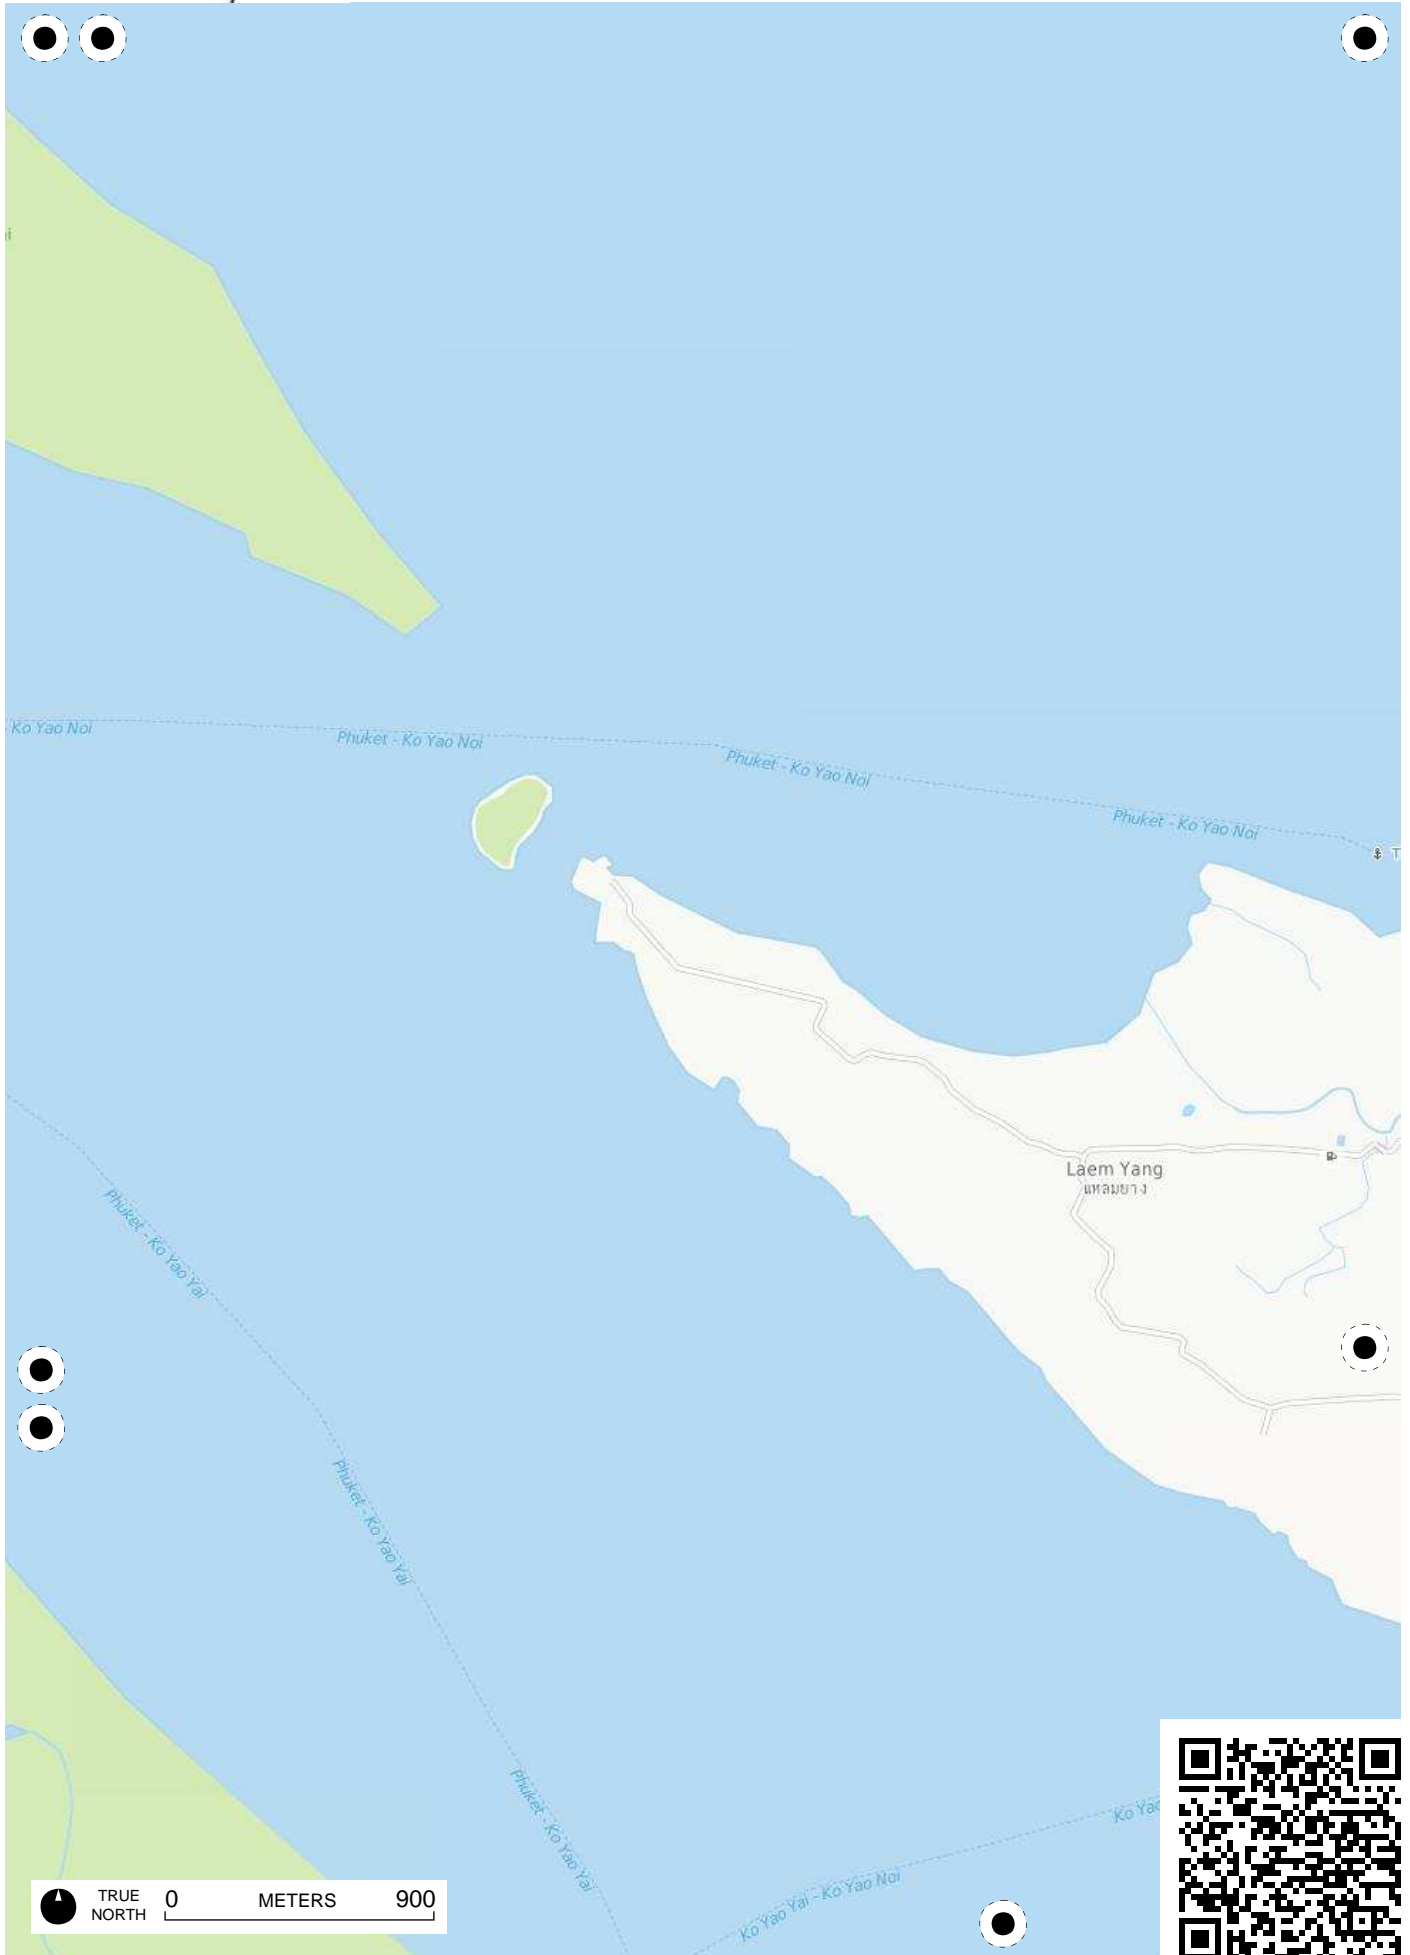 - Ko Yao Noi
Phuket - Ko Yao Noi
Phuket - Ko Yao Noi
Phuket - Ko Yao Noi
T
Laem Yang
แหลมยาง
Phuket - Ko Yao Yai
Phuket - Ko Yao Yai
Phuket - Ko Yao Yai
Ko Yao
Ko Yao Yai - Ko Yao Noi
TRUE
NORTH
0 METERS 900